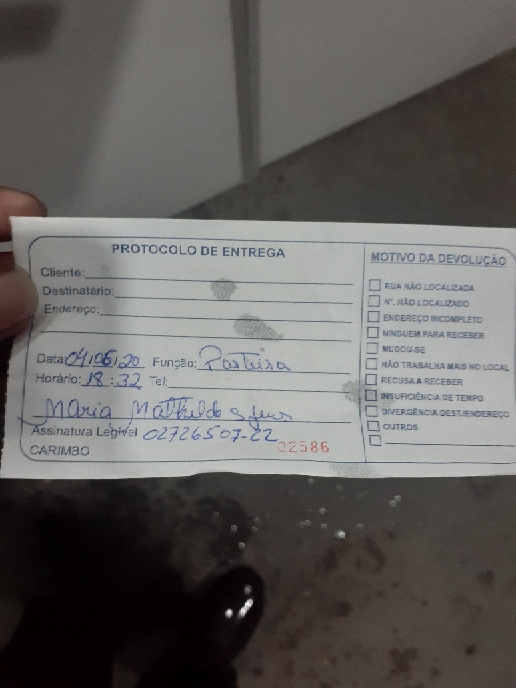 PROTOCOLO DE ENTREGA
Cliente:
Destinatário:
Endereço:
Data: 04/06/20 Função: Porteira
Horário: 18:32 Tel:
Maria Mathilde
Assinatura Legível 02726507-22
02586
CARIMBO
MOTIVO DA DEVOLUÇÃO
RUA NÃO LOCALIZADA
Nº. NÃO LOCALIZADO
ENDEREÇO INCOMPLETO
NINGUEM PARA RECEBER
MUDOU-SE
NÃO TRABALHA MAIS NO LOCAL
RECUSA A RECEBER
INSUFICIÊNCIA DE TEMPO
DIVERGÊNCIA DEST./ENDEREÇO
OUTROS